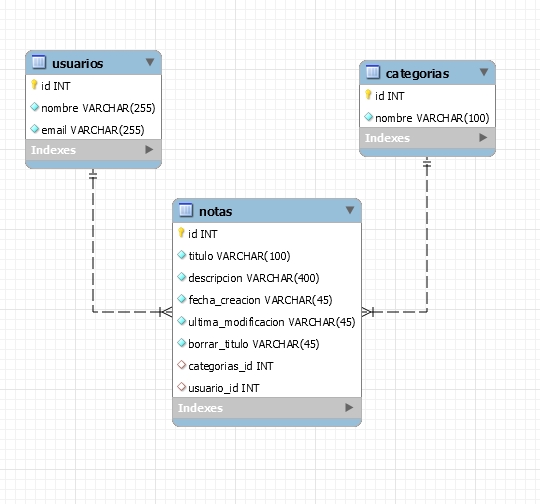 usuarios
id INT
nombre VARCHAR(255)
email VARCHAR(255)
Indexes
categorias
id INT
nombre VARCHAR(100)
Indexes
notas
id INT
titulo VARCHAR(100)
descripcion VARCHAR(400)
fecha_creacion VARCHAR(45)
ultima_modificacion VARCHAR(45)
borrar_titulo VARCHAR(45)
categorias_id INT
usuario_id INT
Indexes